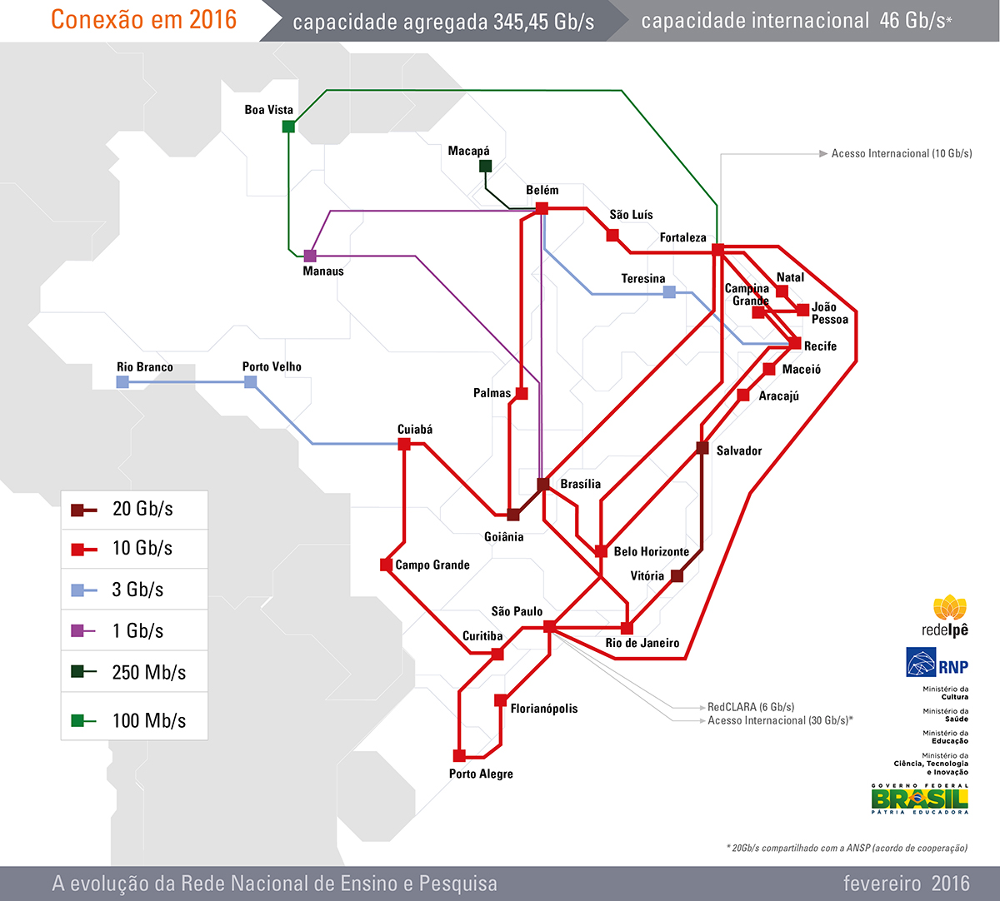 Conexão em 2016
capacidade agregada 345,45 Gb/s
capacidade internacional 46 Gb/s*
Boa Vista
Macapá
Acesso Internacional (10 Gb/s)
Belém
São Luís
Fortaleza
Manaus
Teresina
Natal
Campina
Grande
João
Pessoa
Recife
Rio Branco
Porto Velho
Maceió
Palmas
Aracajú
Cuiabá
Salvador
Brasília
20 Gb/s
10 Gb/s
3 Gb/s
1 Gb/s
250 Mb/s
100 Mb/s
Goiânia
Belo Horizonte
Campo Grande
Vitória
São Paulo
Curitiba
Rio de Janeiro
Florianópolis
RedCLARA (6 Gb/s)
Acesso Internacional (30 Gb/s)*
Porto Alegre
redeIpê
RNP
Ministério da
Cultura
Ministério da
Saúde
Ministério da
Educação
Ministério da
Ciência, Tecnologia
e Inovação
GOVERNO FEDERAL
BRASIL
PÁTRIA EDUCADORA
* 20Gb/s compartilhado com a ANSP (acordo de cooperação)
A evolução da Rede Nacional de Ensino e Pesquisa
fevereiro 2016